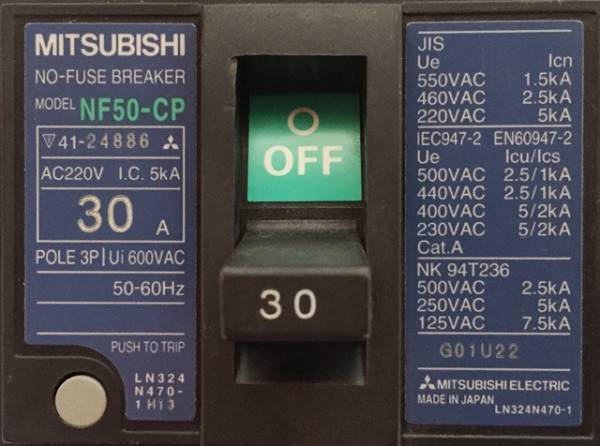 MITSUBISHI
NO-FUSE BREAKER
MODEL NF50-CP
41-24886
AC220V I.C. 5kA
30 A
POLE 3P | Ui 600VAC
50-60Hz
PUSH TO TRIP
LN324
N470-
1H13
OFF
30
JIS
Ue Icn
550VAC 1.5kA
460VAC 2.5kA
220VAC 5kA
IEC947-2 EN60947-2
Ue Icu/Ics
500VAC 2.5/1kA
440VAC 2.5/1kA
400VAC 5/2kA
230VAC 5/2kA
Cat.A
NK 94T236
500VAC 2.5kA
250VAC 5kA
125VAC 7.5kA
G01U22
MITSUBISHI ELECTRIC
MADE IN JAPAN
LN324N470-1